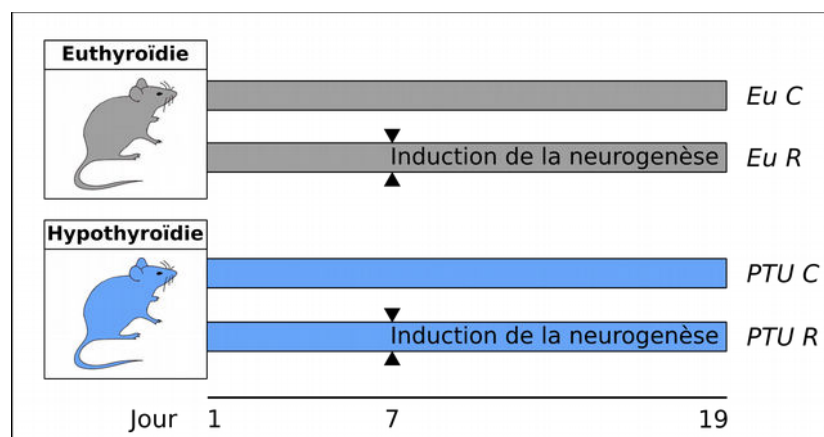 Euthyroïdie
Eu C
Induction de la neurogenèse
Eu R
Hypothyroïdie
PTU C
Induction de la neurogenèse
PTU R
Jour 1 7 19